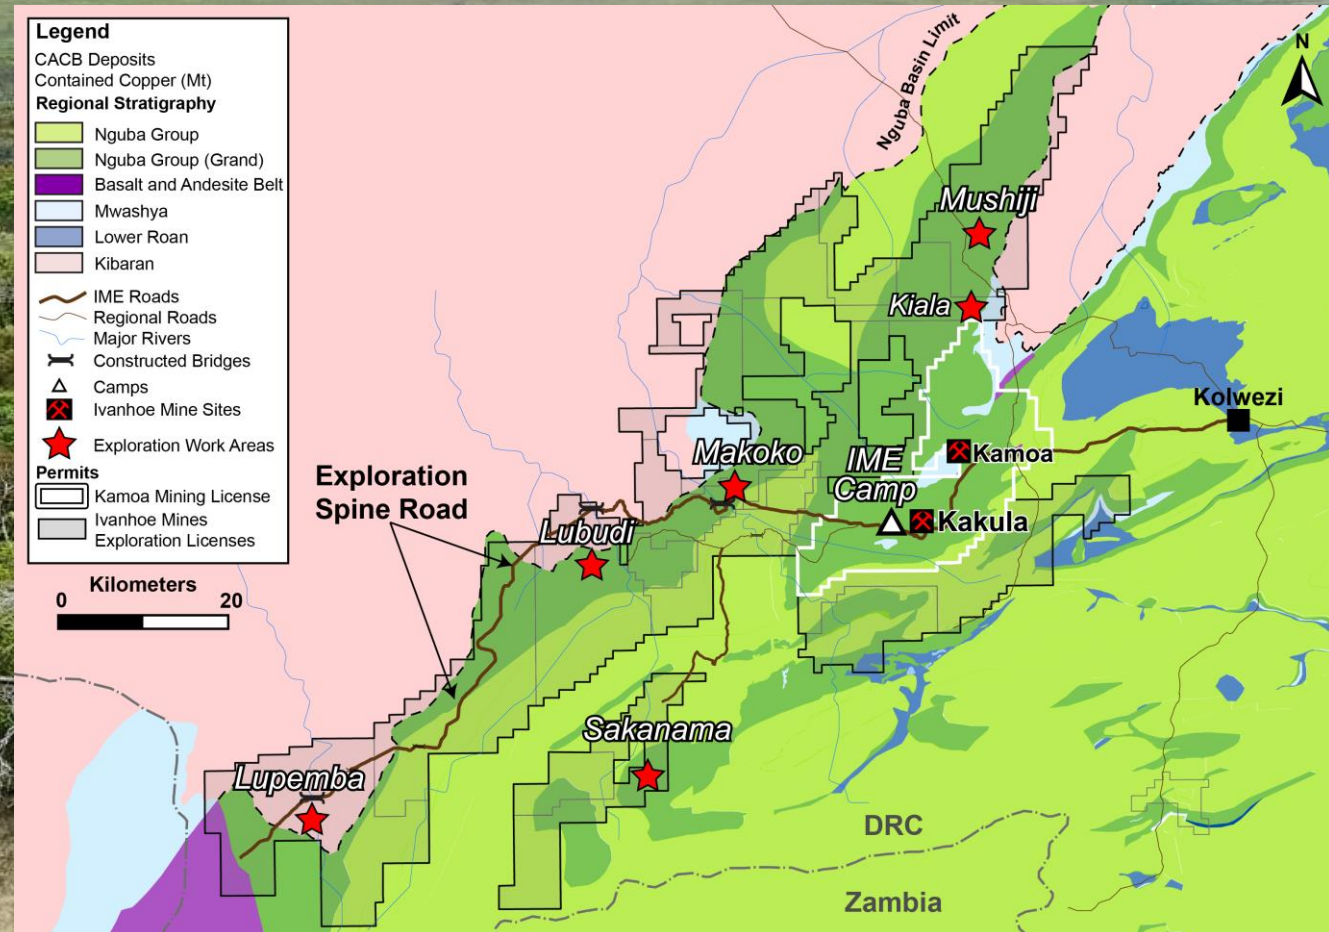 Legend
CACB Deposits
Contained Copper (Mt)
Regional Stratigraphy
Nguba Group
Nguba Group (Grand)
Basalt and Andesite Belt
Mwashya
Lower Roan
Kibaran
IME Roads
Regional Roads
Major Rivers
Constructed Bridges
Camps
Ivanhoe Mine Sites
Exploration Work Areas
Permits
Kamoa Mining License
Ivanhoe Mines
Exploration Licenses
Kilometers
0 20
Nguba Basin Limit
N
Mushiji
Kiala
Kolwezi
Makoko
IME
Camp
Kamoa
Kakula
Exploration
Spine Road
Lubudi
Sakanama
Lupemba
DRC
Zambia